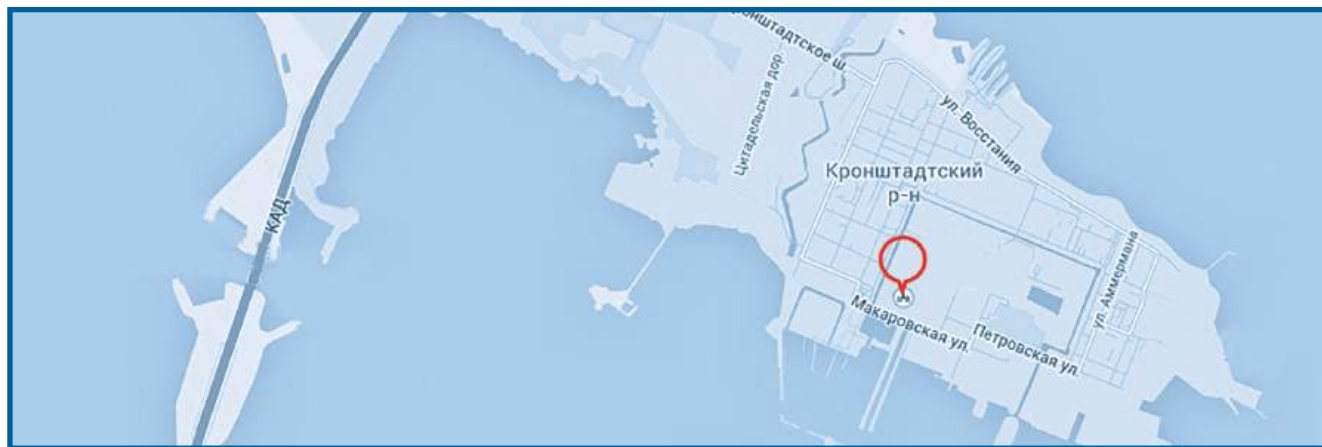 Кронштадтское ш.
Цитадельская дор.
ул. Восстания
Кронштадтский
р-н
КАД
ул. Аммермана
Макаровская ул.
Петровская ул.